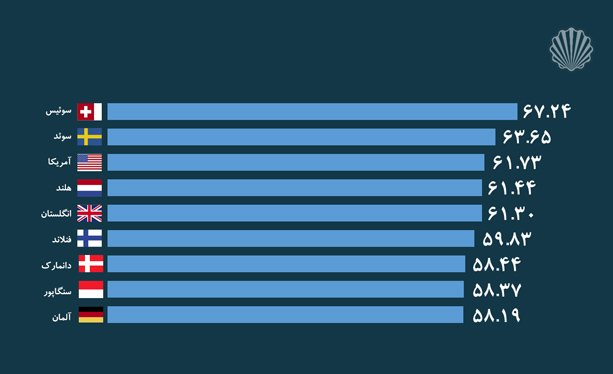 سوئیس ۶۷.۲۴
سوئد ۶۳.۶۵
آمریکا ۶۱.۷۳
هلند ۶۱.۴۴
انگلستان ۶۱.۳۰
فنلاند ۵۹.۸۳
دانمارک ۵۸.۴۴
سنگاپور ۵۸.۳۷
آلمان ۵۸.۱۹